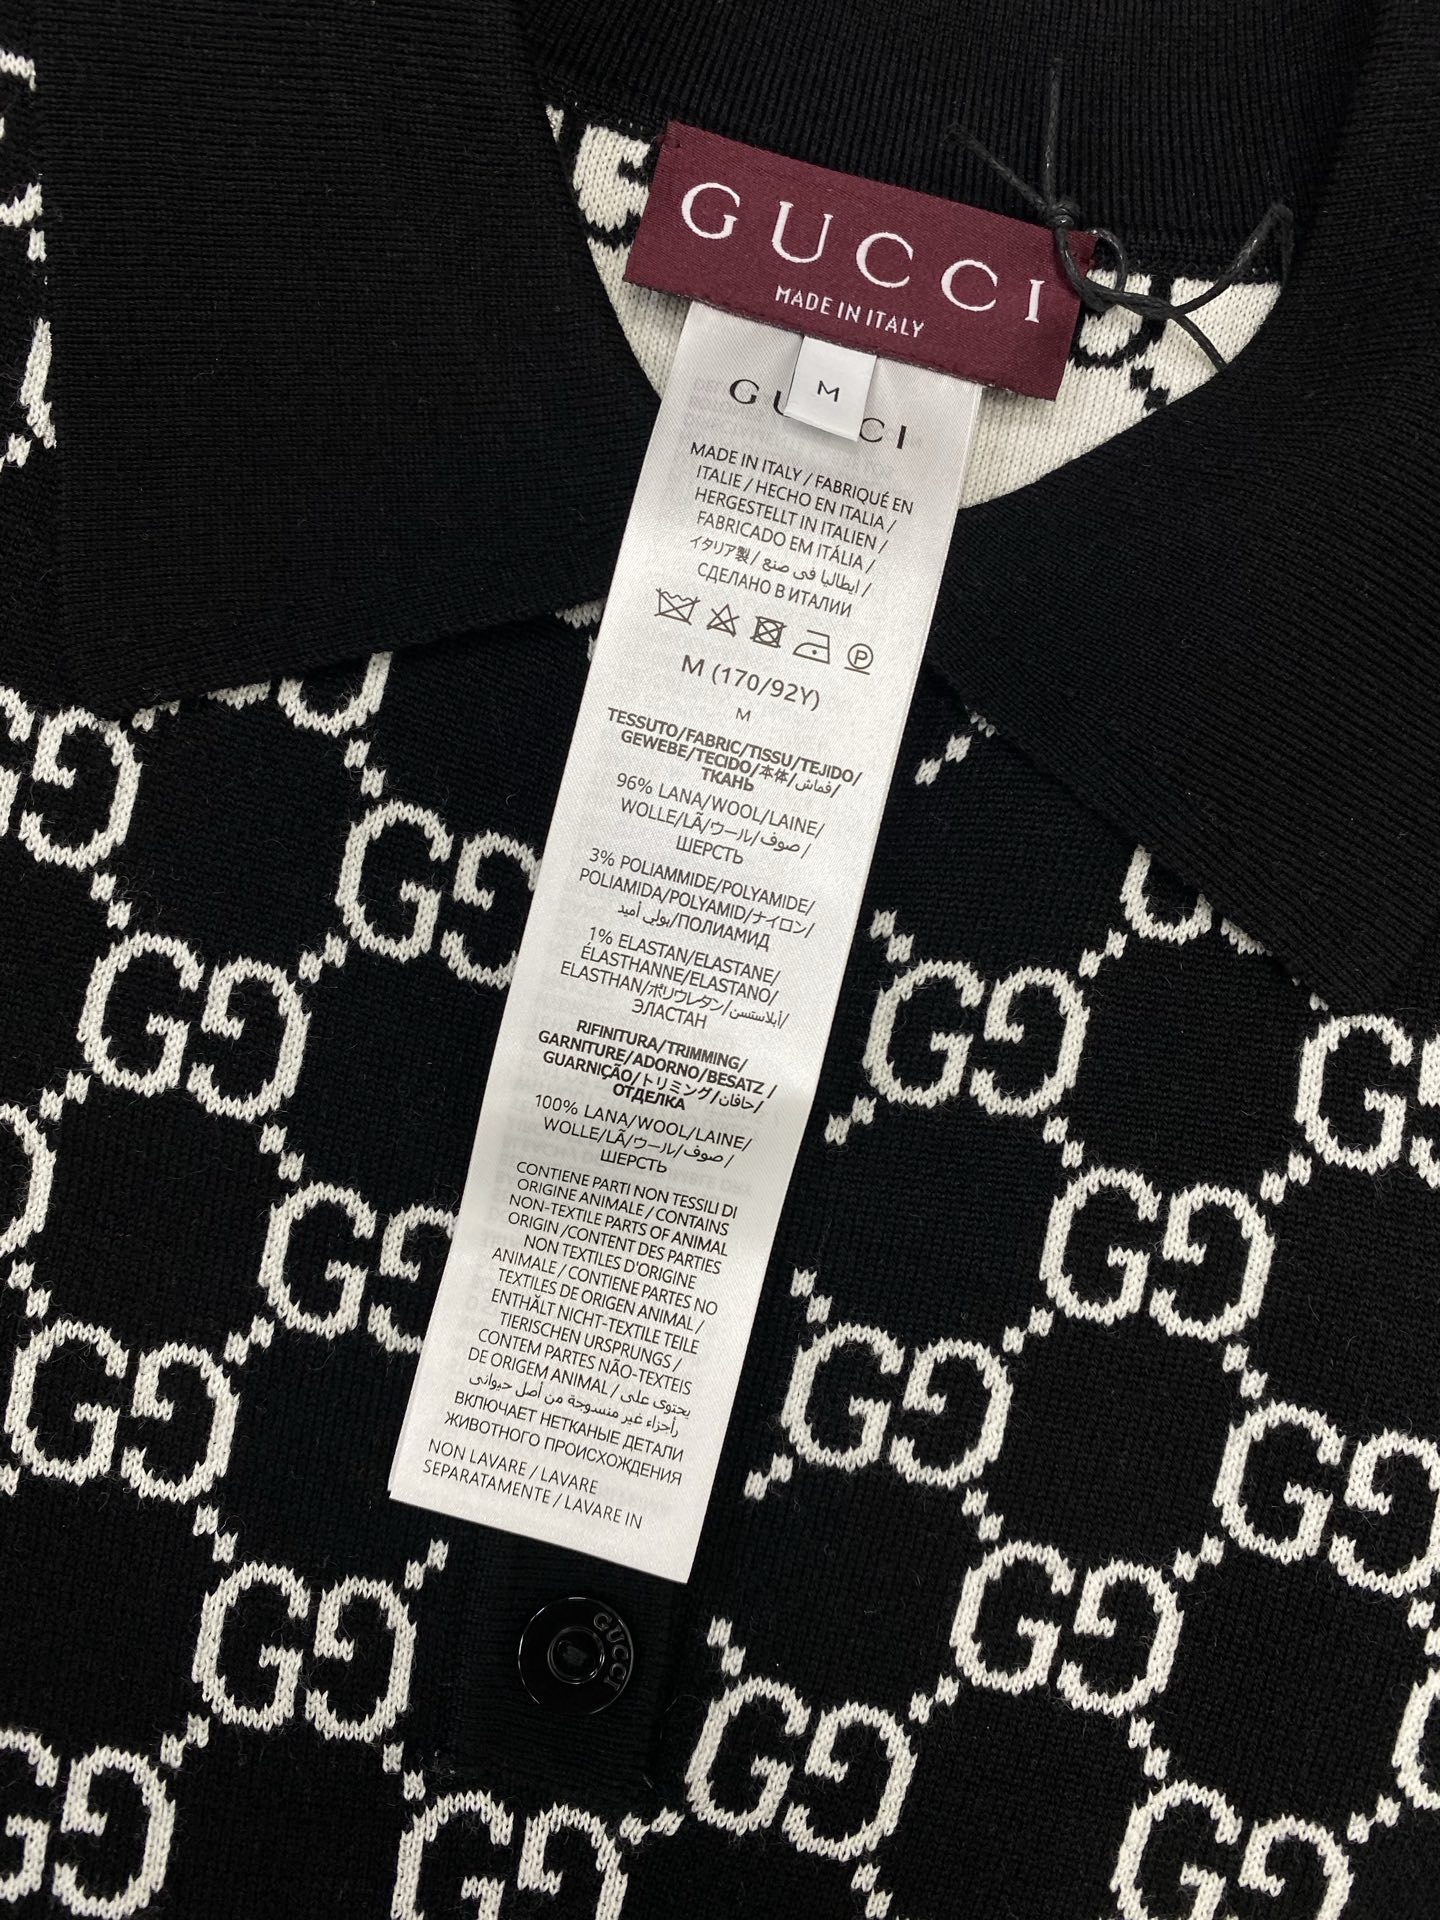 GUCCI
MADE IN ITALY
M
MADE IN ITALY / FABRIQUÉ EN
ITALIE / HECHO EN ITALIA /
HERGESTELLT IN ITALIEN /
FABRICADO EM ITÁLIA /
イタリア製 / ايطاليا في صنع /
СДЕЛАНО В ИТАЛИИ
P
M (170/92Y)
M
TESSUTO/FABRIC/TISSU/TEJIDO/
GEWEBE/TECIDO/本体/قماش/
ТКАНЬ
96% LANA/WOOL/LAINE/
WOLLE/LÃ/ウール/صوف/
ШЕРСТЬ
3% POLIAMMIDE/POLYAMIDE/
POLIAMIDA/POLYAMID/ナイロン/
بولي أميد/ПОЛИАМИД
1% ELASTAN/ELASTANE/
ÉLASTHANNE/ELASTANO/
ELASTHAN/ポリウレタン/أيلاستسن/
ЭЛАСТАН
RIFINITURA/TRIMMING/
GARNITURE/ADORNO/BESATZ /
GUARNIÇÃO/トリミング/حافان/
ОТДЕЛКА
100% LANA/WOOL/LAINE/
WOLLE/LÃ/ウール/صوف/
ШЕРСТЬ
CONTIENE PARTI NON TESSILI DI
ORIGINE ANIMALE / CONTAINS
NON-TEXTILE PARTS OF ANIMAL
ORIGIN /CONTENT DES PARTIES
NON TEXTILES D'ORIGINE
ANIMALE / CONTIENE PARTES NO
TEXTILES DE ORIGEN ANIMAL /
ENTHÄLT NICHT-TEXTILE TEILE
TIERISCHEN URSPRUNGS /
CONTEM PARTES NÃO-TEXTEIS
DE ORIGEM ANIMAL / يحتوى على
أجزاء غير منسوجة من أصل حيوانى/
ВКЛЮЧАЕТ НЕТКАНЫЕ ДЕТАЛИ
ЖИВОТНОГО ПРОИСХОЖДЕНИЯ
NON LAVARE / LAVARE
SEPARATAMENTE / LAVARE IN
GUCCI